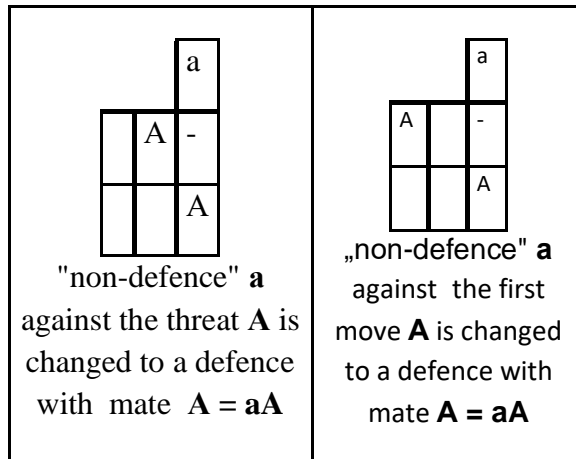 a
A -
A
"non-defence" a
against the threat A is
changed to a defence
with mate A = aA
a
A -
A
„non-defence" a
against the first
move A is changed
to a defence with
mate A = aA